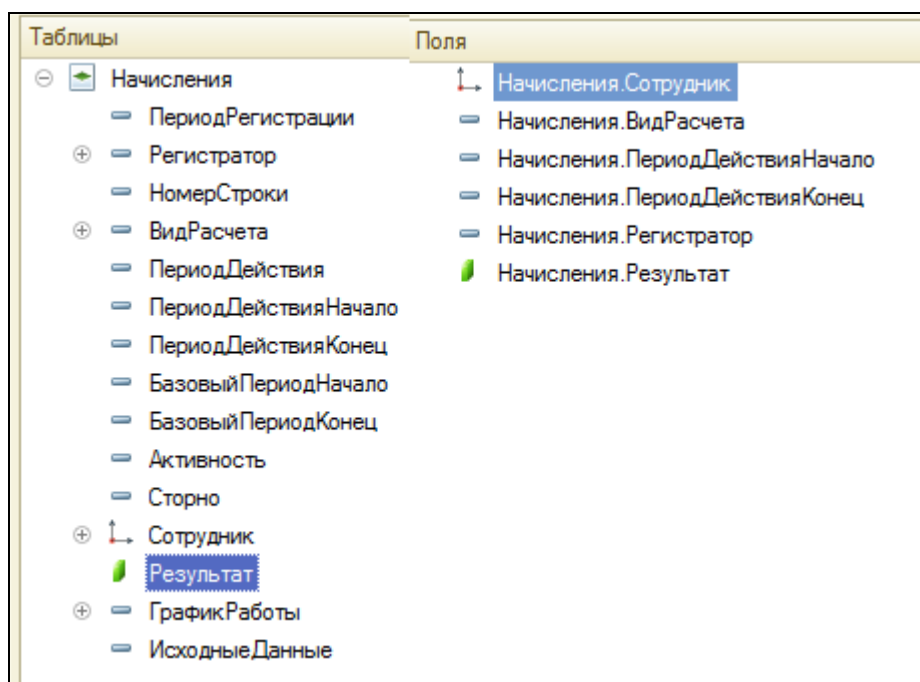 Таблицы
Начисления
ПериодРегистрации
Регистратор
НомерСтроки
ВидРасчета
ПериодДействия
ПериодДействияНачало
ПериодДействияКонец
БазовыйПериодНачало
БазовыйПериодКонец
Активность
Сторно
Сотрудник
Результат
ГрафикРаботы
ИсходныеДанные
Поля
Начисления.Сотрудник
Начисления.ВидРасчета
Начисления.ПериодДействияНачало
Начисления.ПериодДействияКонец
Начисления.Регистратор
Начисления.Результат